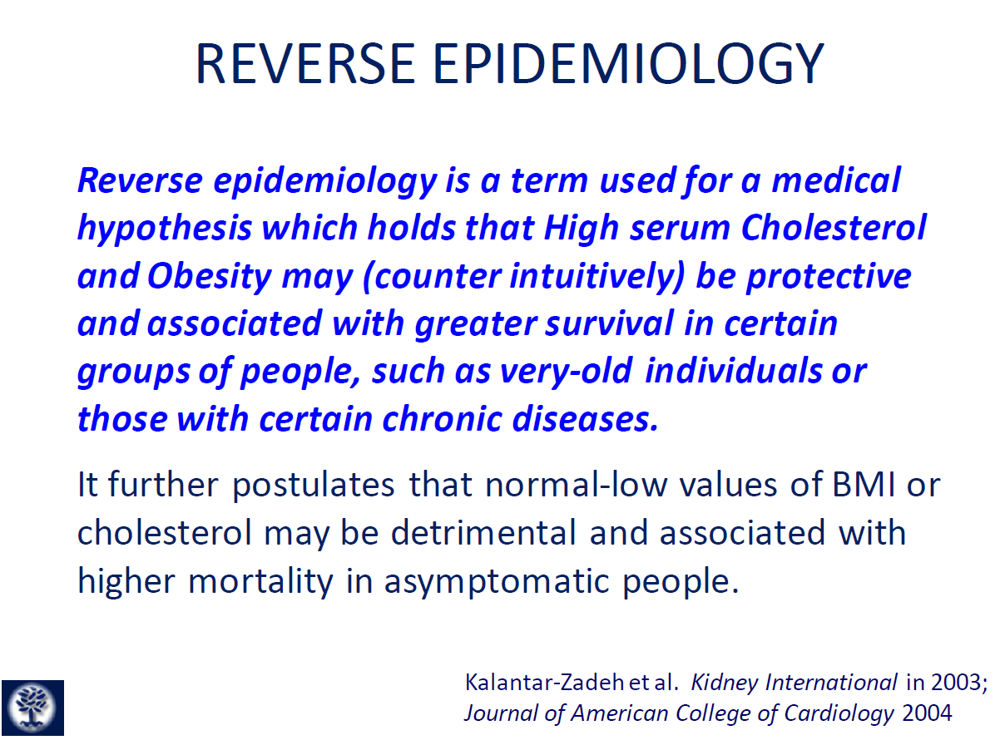 REVERSE EPIDEMIOLOGY
Reverse epidemiology is a term used for a medical
hypothesis which holds that High serum Cholesterol
and Obesity may (counter intuitively) be protective
and associated with greater survival in certain
groups of people, such as very-old individuals or
those with certain chronic diseases.
It further postulates that normal-low values of BMI or
cholesterol may be detrimental and associated with
higher mortality in asymptomatic people.
Kalantar-Zadeh et al. Kidney International in 2003;
Journal of American College of Cardiology 2004